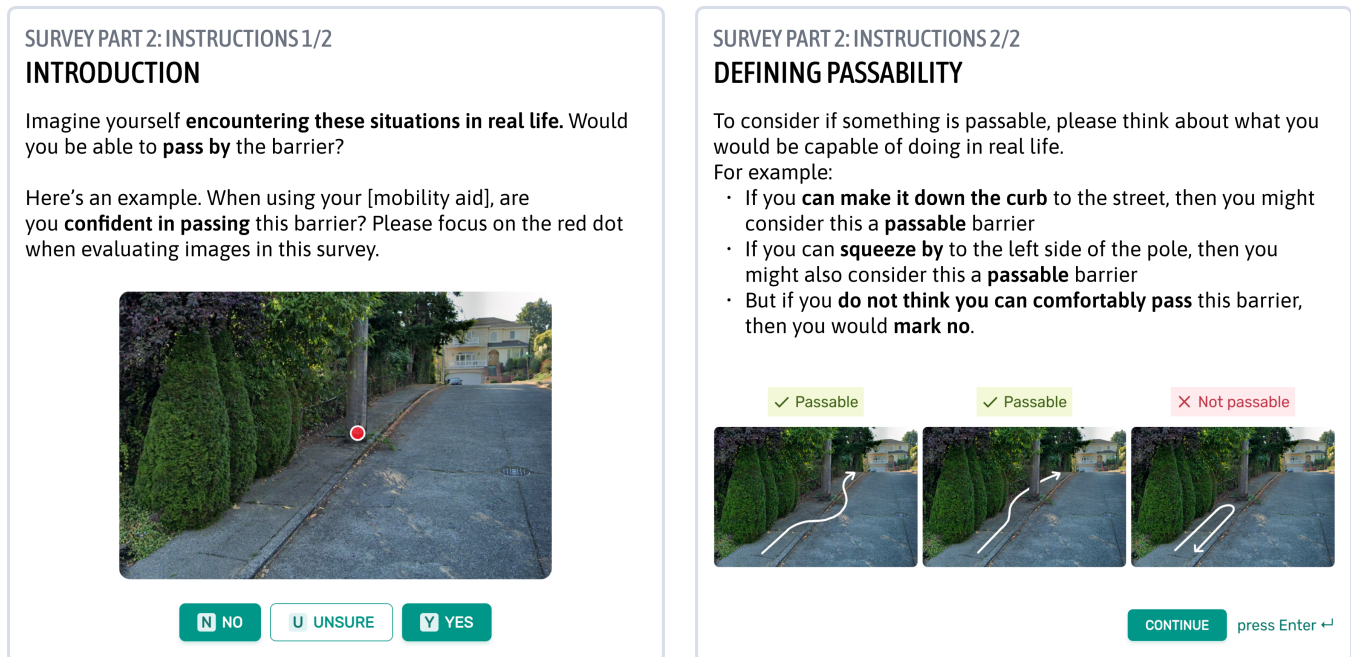 SURVEY PART 2: INSTRUCTIONS 1/2
INTRODUCTION
Imagine yourself encountering these situations in real life. Would
you be able to pass by the barrier?
Here's an example. When using your [mobility aid], are
you confident in passing this barrier? Please focus on the red dot
when evaluating images in this survey.
N NO
U UNSURE
Y YES
SURVEY PART 2: INSTRUCTIONS 2/2
DEFINING PASSABILITY
To consider if something is passable, please think about what you
would be capable of doing in real life.
For example:
· If you can make it down the curb to the street, then you might
consider this a passable barrier
· If you can squeeze by to the left side of the pole, then you
might also consider this a passable barrier
· But if you do not think you can comfortably pass this barrier,
then you would mark no.
✓ Passable
✓ Passable
✕ Not passable
CONTINUE press Enter ↵